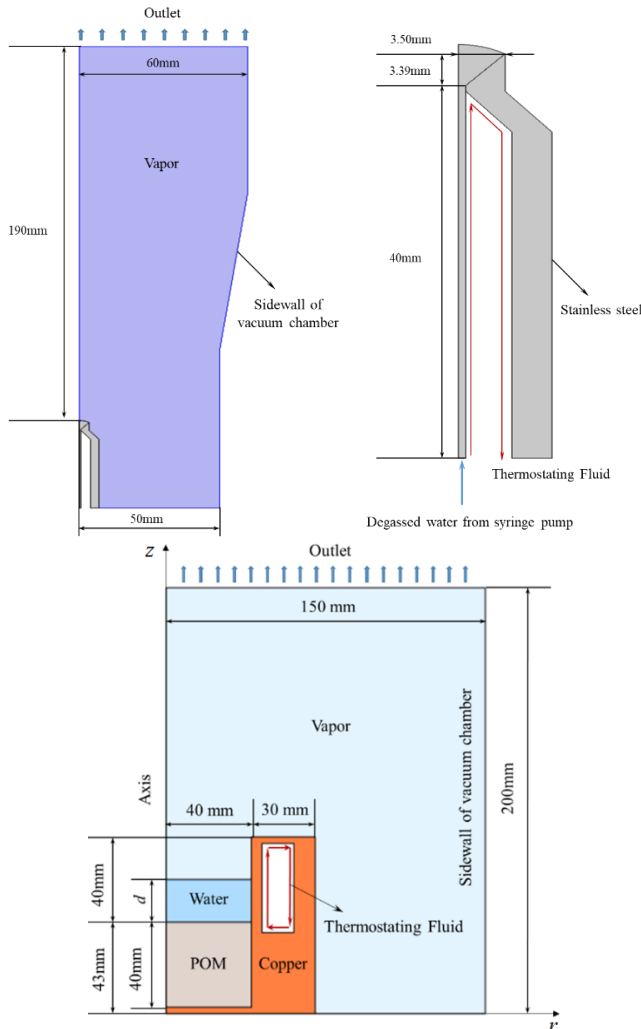 Outlet
60mm
Vapor
190mm
Sidewall of
vacuum chamber
50mm
3.50mm
3.39mm
40mm
Stainless steel
Thermostating Fluid
Degassed water from syringe pump
z
Outlet
150 mm
Vapor
Sidewall of vacuum chamber
200mm
Axis
40 mm
30 mm
40mm
d
Water
Thermostating Fluid
43mm
40mm
POM
Copper
r